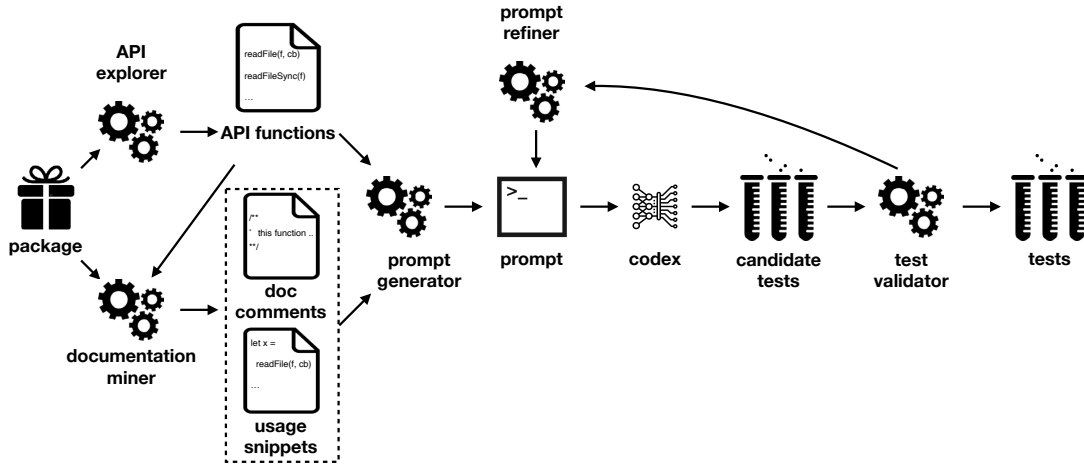 prompt
refiner
API
explorer
readFile(f, cb)
readFileSync(f)
...
API functions
package
/**
* this function ..
**/
doc
comments
documentation
miner
let x =
readFile(f, cb)
...
usage
snippets
prompt
generator
>_
prompt
codex
candidate
tests
test
validator
tests